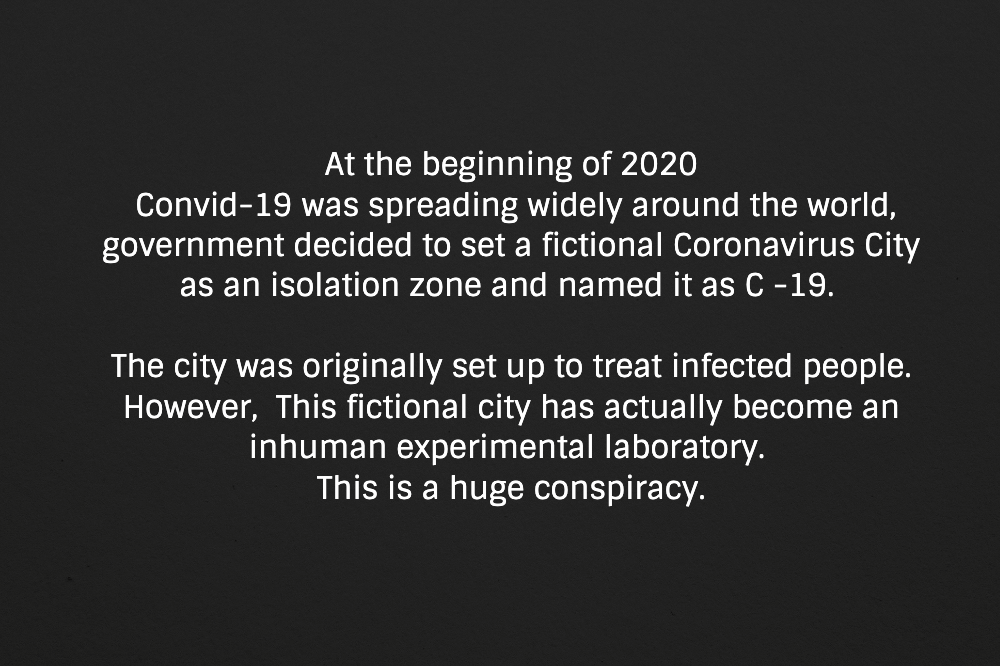 At the beginning of 2020
Convid-19 was spreading widely around the world,
government decided to set a fictional Coronavirus City
as an isolation zone and named it as C -19.
The city was originally set up to treat infected people.
However,  This fictional city has actually become an
inhuman experimental laboratory.
This is a huge conspiracy.